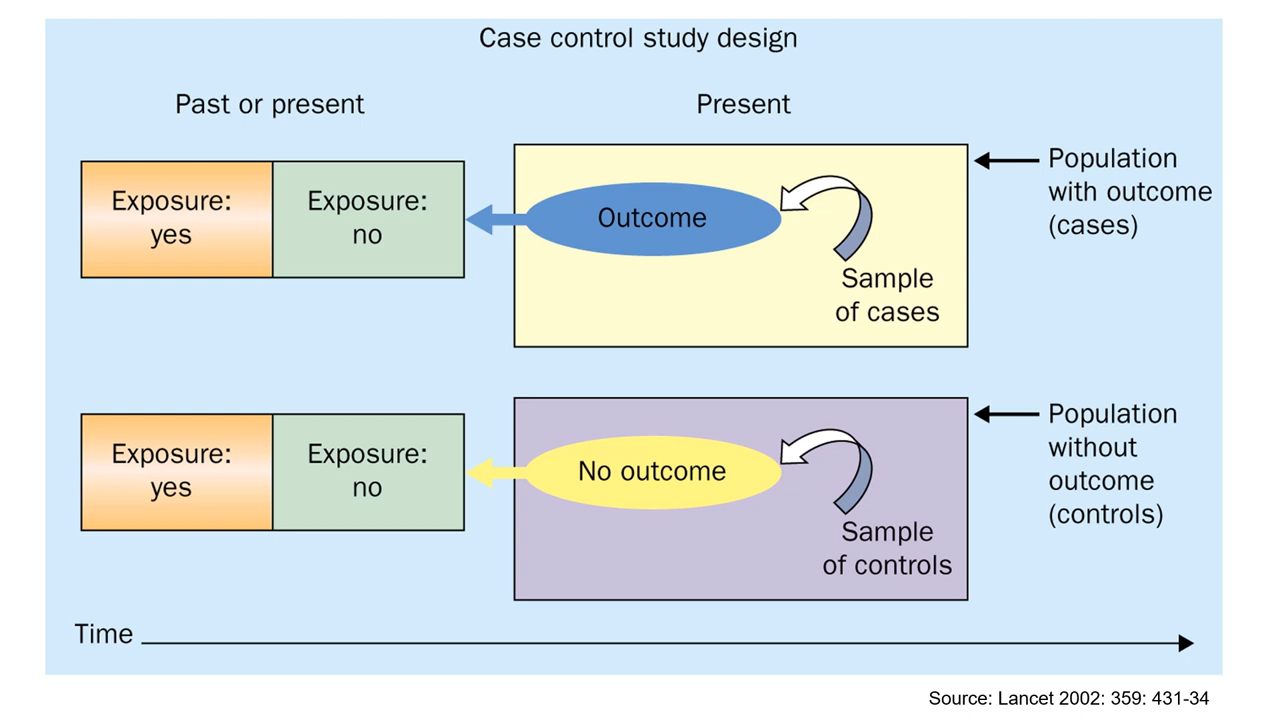 Case control study design
Past or present
Present
Exposure:
yes
Exposure:
no
Outcome
Sample
of cases
Population
with outcome
(cases)
Exposure:
yes
Exposure:
no
No outcome
Sample
of controls
Population
without
outcome
(controls)
Time
Source: Lancet 2002: 359: 431-34